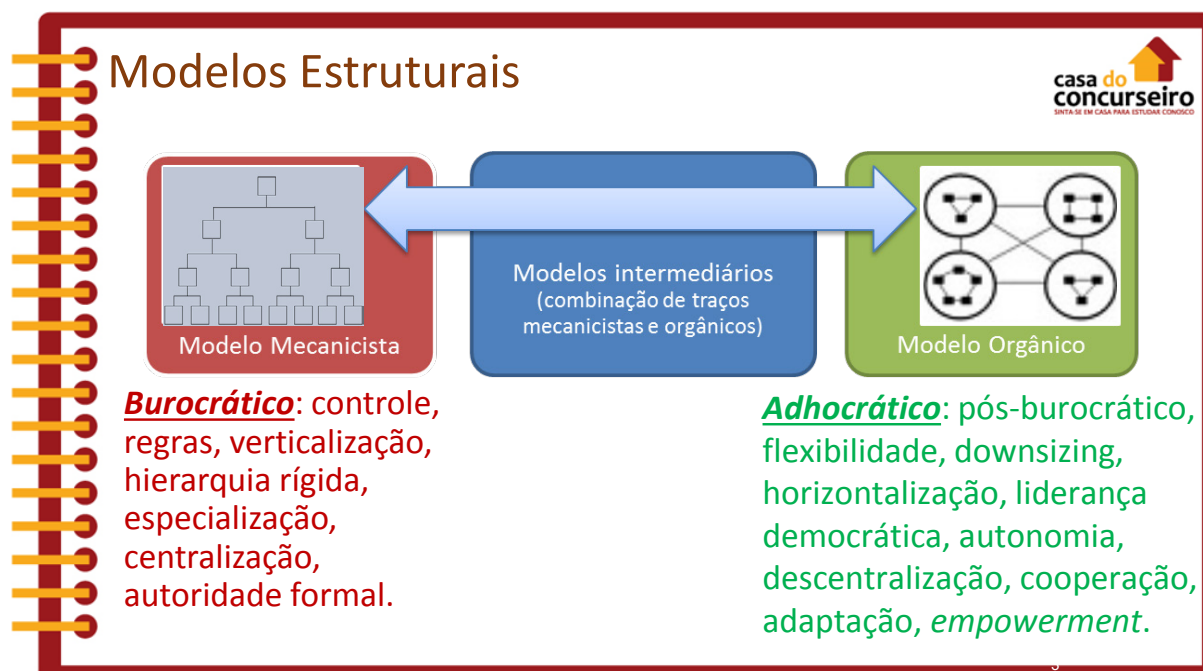 Modelos Estruturais
casa do
concurseiro
SINTA-SE EM CASA PARA ESTUDAR CONOSCO
Modelo Mecanicista
Modelos intermediários
(combinação de traços
mecanicistas e orgânicos)
Modelo Orgânico
Burocrático: controle,
regras, verticalização,
hierarquia rígida,
especialização,
centralização,
autoridade formal.
Adhocrático: pós-burocrático,
flexibilidade, downsizing,
horizontalização, liderança
democrática, autonomia,
descentralização, cooperação,
adaptação, empowerment.